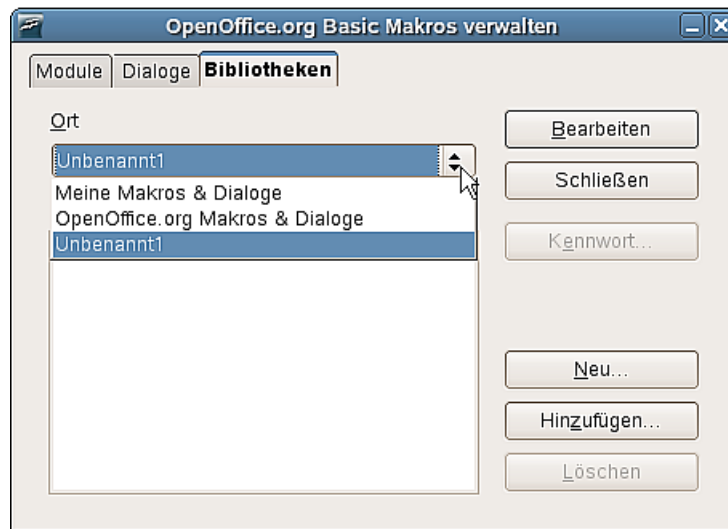 OpenOffice.org Basic Makros verwalten
Module Dialoge Bibliotheken
Ort
Unbenannt1
Meine Makros & Dialoge
OpenOffice.org Makros & Dialoge
Unbenannt1
Bearbeiten
Schließen
Kennwort...
Neu...
Hinzufügen...
Löschen